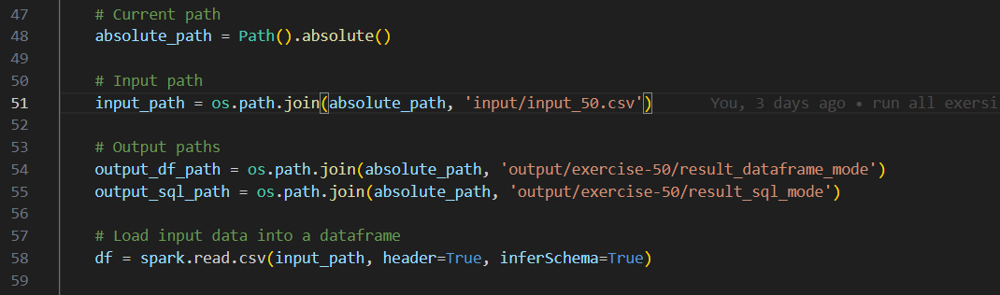 47 # Current path
48 absolute_path = Path().absolute()
49
50 # Input path
51 input_path = os.path.join(absolute_path, 'input/input_50.csv') You, 3 days ago • run all exersi
52
53 # Output paths
54 output_df_path = os.path.join(absolute_path, 'output/exercise-50/result_dataframe_mode')
55 output_sql_path = os.path.join(absolute_path, 'output/exercise-50/result_sql_mode')
56
57 # Load input data into a dataframe
58 df = spark.read.csv(input_path, header=True, inferSchema=True)
59